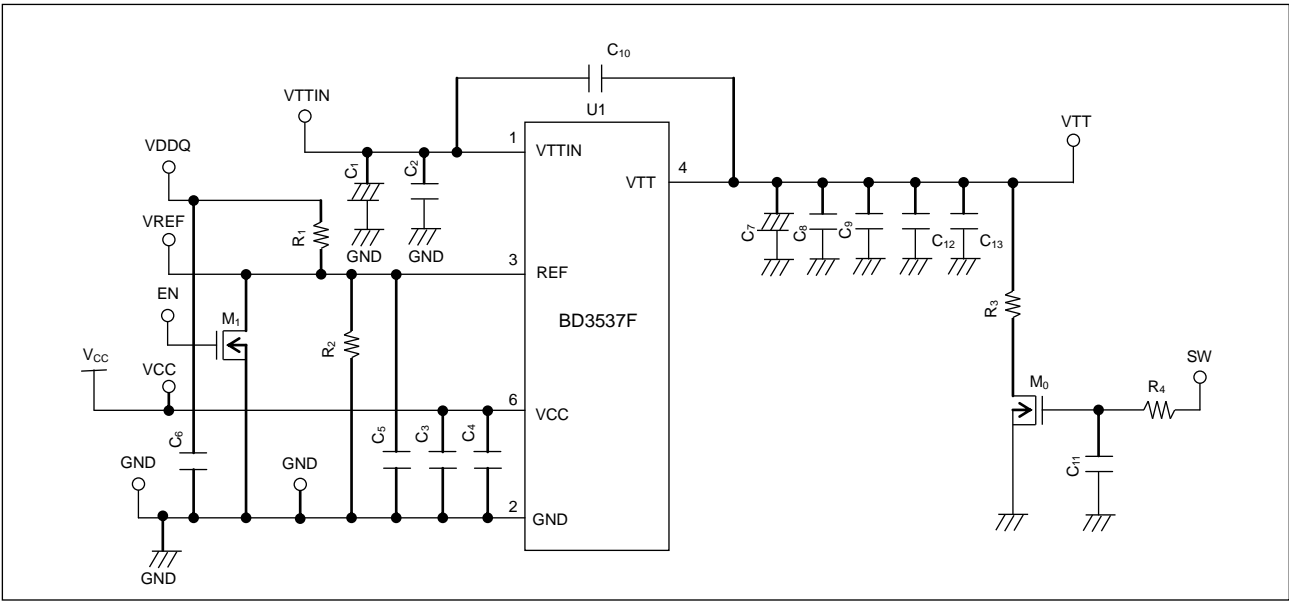 C10
U1
VTTIN
1
VTTIN
VTT
4
VTT
VDDQ
C1
C2
GND
GND
VREF
R1
3
REF
C7
C8
C9
C12
C13
EN
M1
R2
BD3537F
R3
VCC
VCC
6
VCC
C6
C5
C3
C4
M0
R4
SW
C11
GND
GND
2
GND
GND